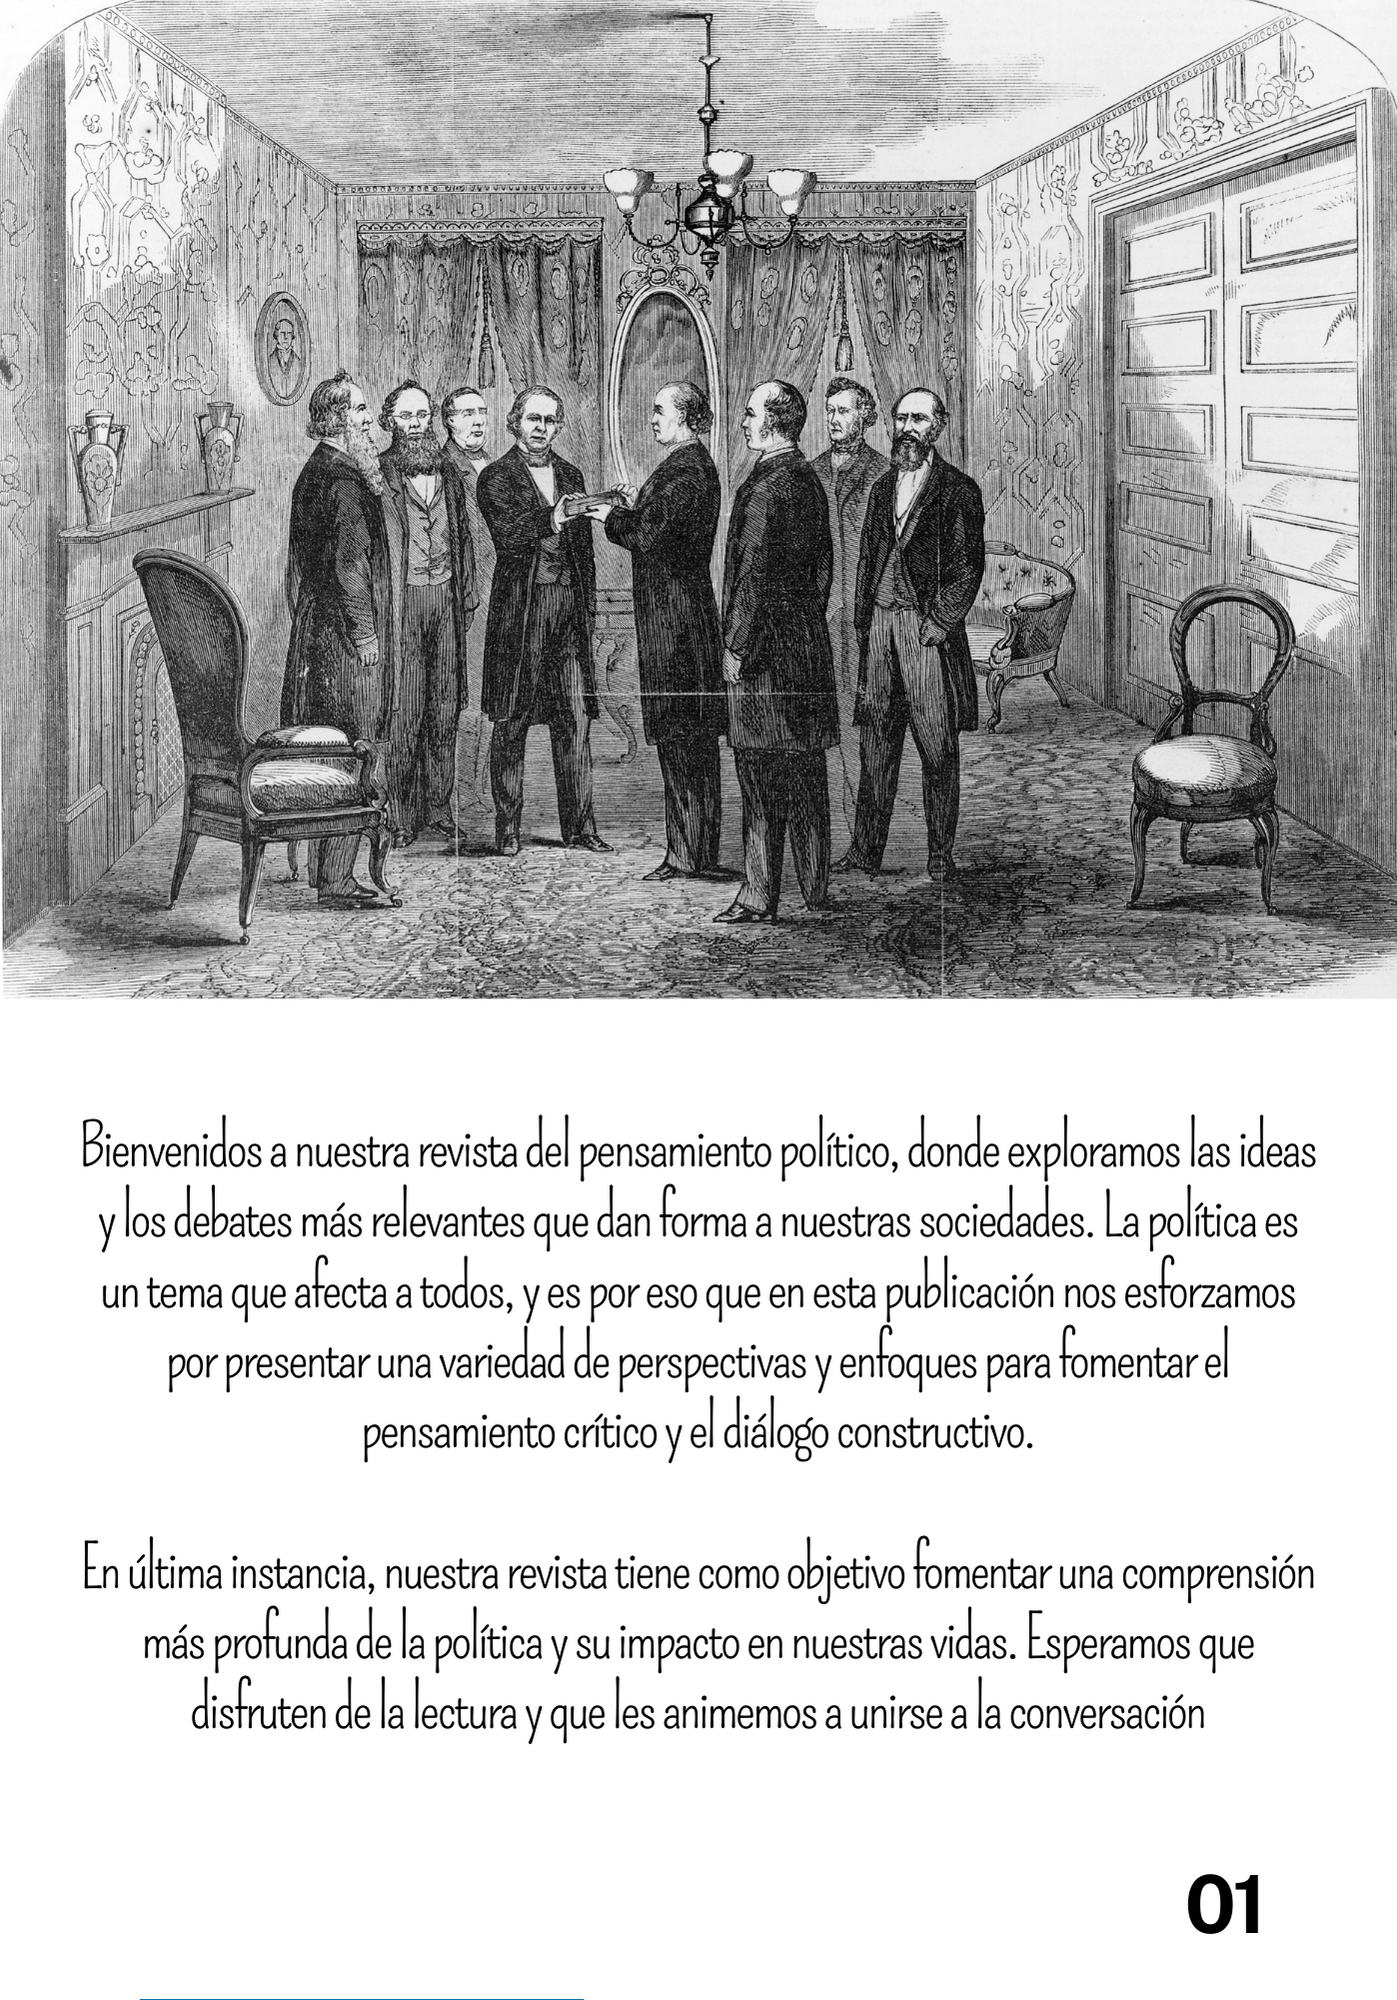 Bienvenidos a nuestra revista del pensamiento político, donde exploramos las ideas
y los debates más relevantes que dan forma a nuestras sociedades. La política es
un tema que afecta a todos, y es por eso que en esta publicación nos esforzamos
por presentar una variedad de perspectivas y enfoques para fomentar el
pensamiento crítico y el diálogo constructivo.
En última instancia, nuestra revista tiene como objetivo fomentar una comprensión
más profunda de la política y su impacto en nuestras vidas. Esperamos que
disfruten de la lectura y que les animemos a unirse a la conversación
01